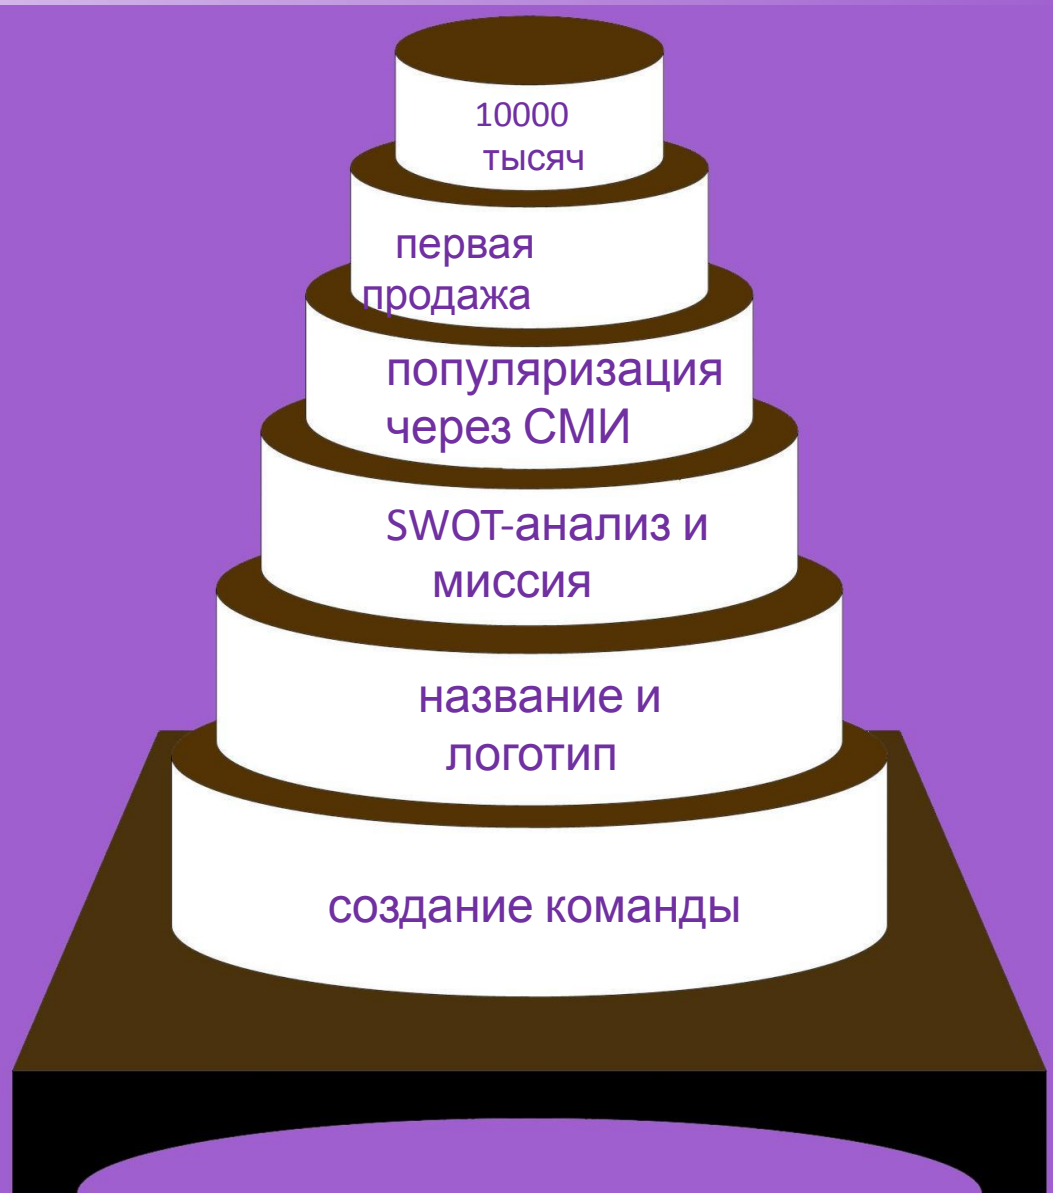 10000
тысяч
первая
продажа
популяризация
через СМИ
SWOT-анализ и
миссия
название и
логотип
создание команды